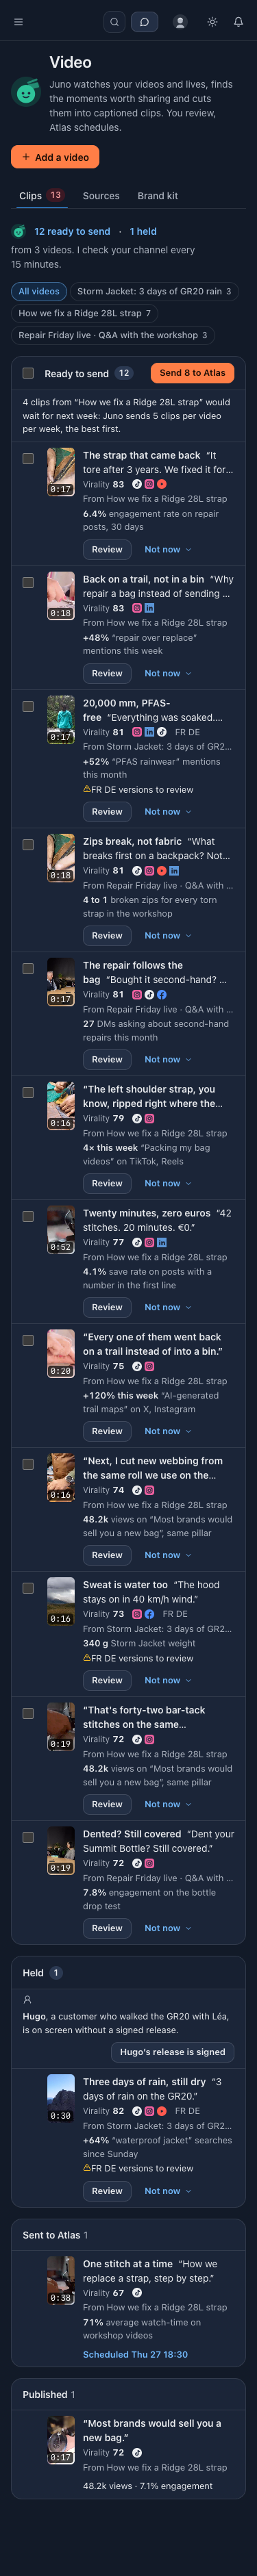 Video
Juno watches your videos and lives, finds
the moments worth sharing and cuts
them into captioned clips. You review,
Atlas schedules.
+ Add a video
Clips 13 Sources Brand kit
12 ready to send · 1 held
from 3 videos. I check your channel every
15 minutes.
All videos Storm Jacket: 3 days of GR20 rain 3
How we fix a Ridge 28L strap 7
Repair Friday live · Q&A with the workshop 3
Ready to send 12 Send 8 to Atlas
4 clips from “How we fix a Ridge 28L strap” would
wait for next week: Juno sends 5 clips per video
per week, the best first.
The strap that came back “It
tore after 3 years. We fixed it for…
0:17
Virality 83
From How we fix a Ridge 28L strap
6.4% engagement rate on repair
posts, 30 days
Review Not now
Back on a trail, not in a bin “Why
repair a bag instead of sending …
0:18
Virality 83
From How we fix a Ridge 28L strap
+48% “repair over replace”
mentions this week
Review Not now
20,000 mm, PFAS-
free “Everything was soaked.…
0:17
Virality 81 FR DE
From Storm Jacket: 3 days of GR2…
+52% “PFAS rainwear” mentions
this month
FR DE versions to review
Review Not now
Zips break, not fabric “What
breaks first on a backpack? Not…
0:18
Virality 81
From Repair Friday live · Q&A with …
4 to 1 broken zips for every torn
strap in the workshop
Review Not now
The repair follows the
bag “Bought it second-hand? …
0:17
Virality 81
From Repair Friday live · Q&A with …
27 DMs asking about second-hand
repairs this month
Review Not now
“The left shoulder strap, you
know, ripped right where the…
0:16
Virality 79
From How we fix a Ridge 28L strap
4× this week “Packing my bag
videos” on TikTok, Reels
Review Not now
Twenty minutes, zero euros “42
stitches. 20 minutes. €0.”
0:52
Virality 77
From How we fix a Ridge 28L strap
4.1% save rate on posts with a
number in the first line
Review Not now
“Every one of them went back
on a trail instead of into a bin.”
0:20
Virality 75
From How we fix a Ridge 28L strap
+120% this week “AI-generated
trail maps” on X, Instagram
Review Not now
“Next, I cut new webbing from
the same roll we use on the…
0:16
Virality 74
From How we fix a Ridge 28L strap
48.2k views on “Most brands would
sell you a new bag”, same pillar
Review Not now
Sweat is water too “The hood
stays on in 40 km/h wind.”
0:16
Virality 73 FR DE
From Storm Jacket: 3 days of GR2…
340 g Storm Jacket weight
FR DE versions to review
Review Not now
“That's forty-two bar-tack
stitches on the same…
0:19
Virality 72
From How we fix a Ridge 28L strap
48.2k views on “Most brands would
sell you a new bag”, same pillar
Review Not now
Dented? Still covered “Dent your
Summit Bottle? Still covered.”
0:19
Virality 72
From Repair Friday live · Q&A with …
7.8% engagement on the bottle
drop test
Review Not now
Held 1
Hugo, a customer who walked the GR20 with Léa,
is on screen without a signed release.
Hugo’s release is signed
Three days of rain, still dry “3
days of rain on the GR20.”
0:30
Virality 82 FR DE
From Storm Jacket: 3 days of GR2…
+64% “waterproof jacket” searches
since Sunday
FR DE versions to review
Review Not now
Sent to Atlas 1
One stitch at a time “How we
replace a strap, step by step.”
0:38
Virality 67
From How we fix a Ridge 28L strap
71% average watch-time on
workshop videos
Scheduled Thu 27 18:30
Published 1
“Most brands would sell you a
new bag.”
0:17
Virality 72
From How we fix a Ridge 28L strap
48.2k views · 7.1% engagement